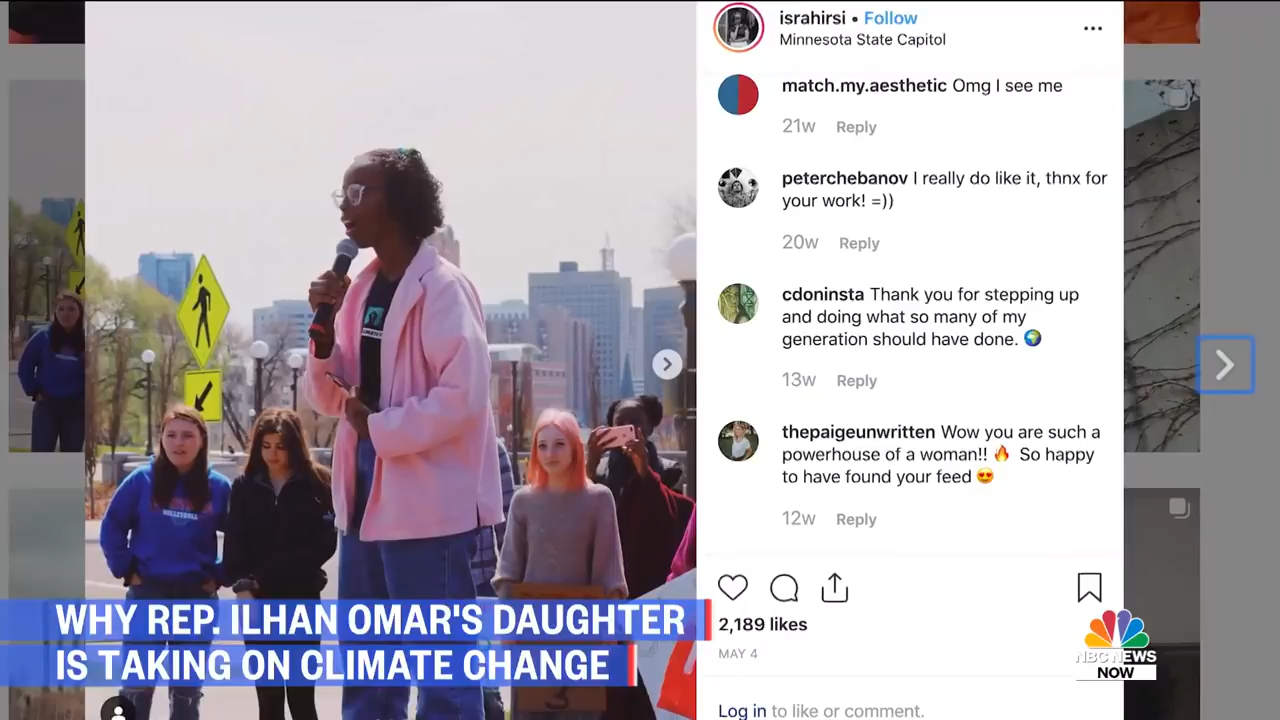 israhirsi • Follow
Minnesota State Capitol
match.my.aesthetic Omg I see me
21w Reply
peterchebanov I really do like it, thnx for
your work! =))
20w Reply
cdoninsta Thank you for stepping up
and doing what so many of my
generation should have done. 🌍
13w Reply
thepaigeunwritten Wow you are such a
powerhouse of a woman!! 🔥 So happy
to have found your feed 😍
12w Reply
2,189 likes
MAY 4
Log in to like or comment.
WHY REP. ILHAN OMAR'S DAUGHTER
IS TAKING ON CLIMATE CHANGE
NBC NEWS
NOW